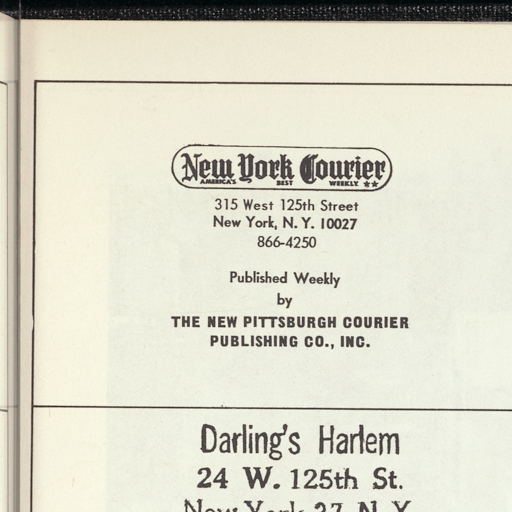 New York Courier
AMERICA'S BEST WEEKLY
315 West 125th Street
New York, N. Y. 10027
866-4250
Published Weekly
by
THE NEW PITTSBURGH COURIER
PUBLISHING CO., INC.
Darling's Harlem
24 W. 125th St.
New York 27, N. Y.